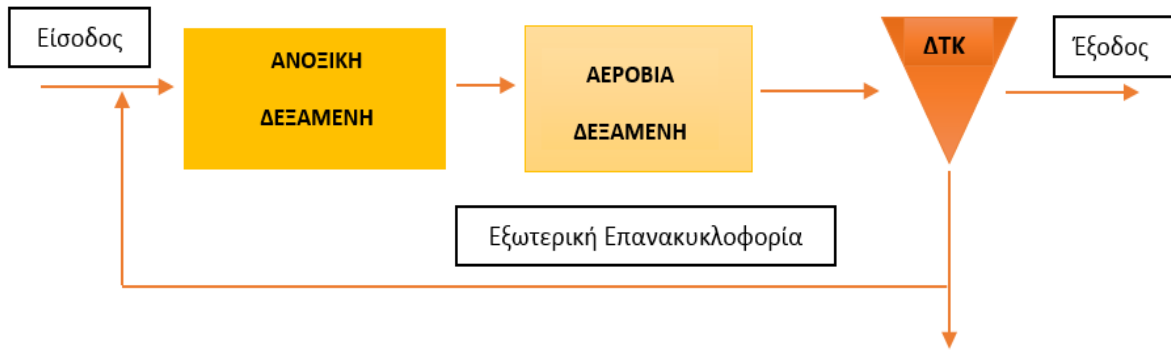 Είσοδος
ΑΝΟΞΙΚΗ
ΔΕΞΑΜΕΝΗ
ΑΕΡΟΒΙΑ
ΔΕΞΑΜΕΝΗ
ΔΤΚ
Έξοδος
Εξωτερική Επανακυκλοφορία